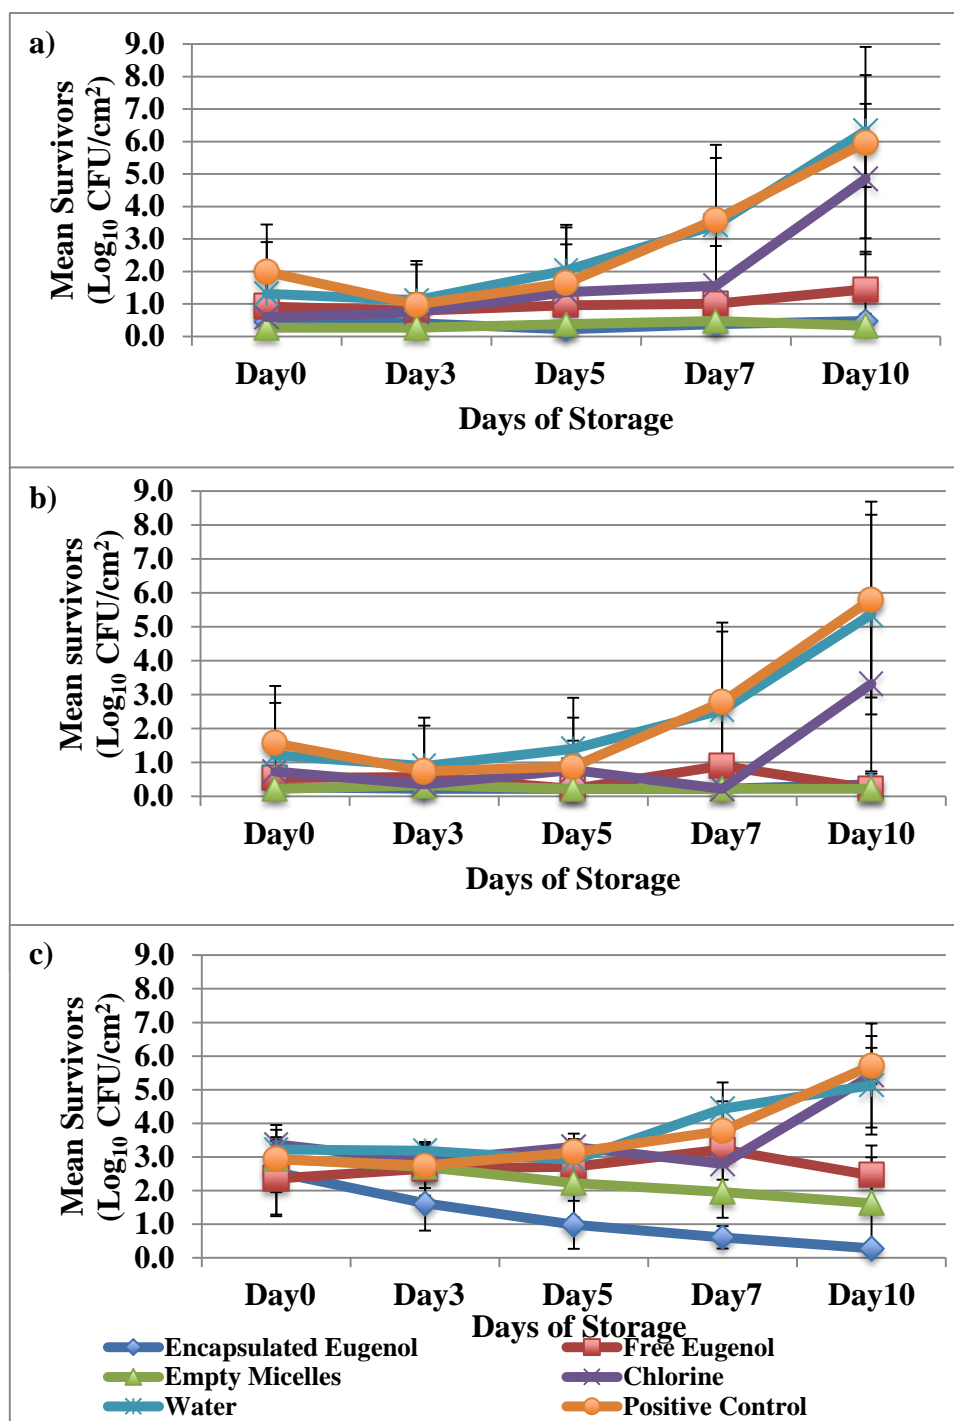 a)
Mean Survivors
(Log10 CFU/cm2)
9.0
8.0
7.0
6.0
5.0
4.0
3.0
2.0
1.0
0.0
Day0 Day3 Day5 Day7 Day10
Days of Storage
b)
Mean survivors
(Log10 CFU/cm2)
9.0
8.0
7.0
6.0
5.0
4.0
3.0
2.0
1.0
0.0
Day0 Day3 Day5 Day7 Day10
Days of Storage
c)
Mean Survivors
(Log10 CFU/cm2)
9.0
8.0
7.0
6.0
5.0
4.0
3.0
2.0
1.0
0.0
Day0 Day3 Day5 Day7 Day10
Days of Storage
Encapsulated Eugenol Free Eugenol
Empty Micelles Chlorine
Water Positive Control